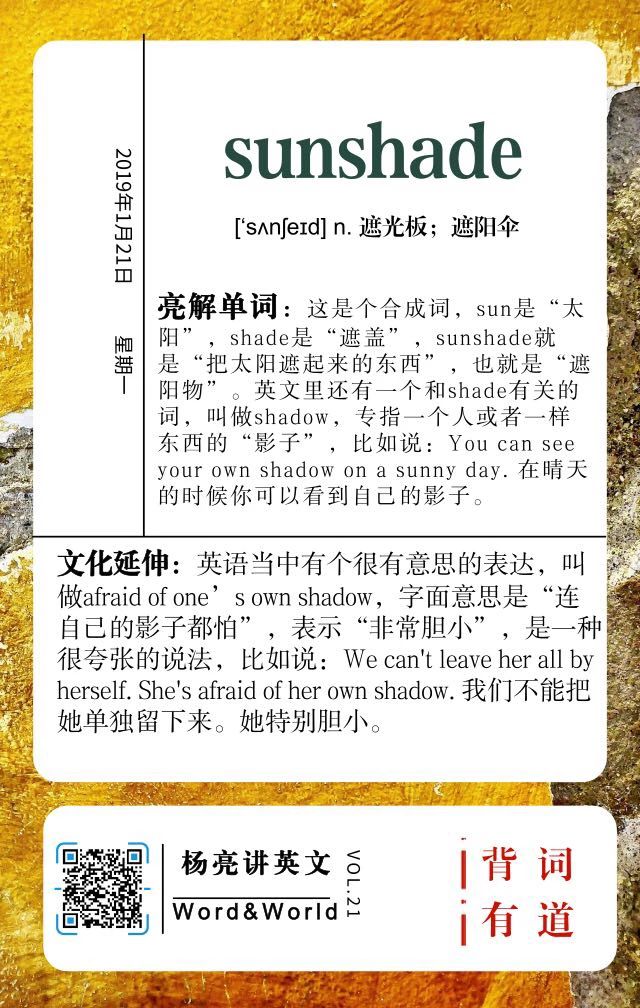 2019年1月21日 星期一
sunshade
['sʌnʃeɪd] n. 遮光板；遮阳伞
亮解单词：这是个合成词，sun是“太
阳”，shade是“遮盖”，sunshade就
是“把太阳遮起来的东西”，也就是“遮
阳物”。英文里还有一个和shade有关的
词，叫做shadow，专指一个人或者一样
东西的“影子”，比如说：You can see
your own shadow on a sunny day. 在晴天
的时候你可以看到自己的影子。
文化延伸：英语当中有个很有意思的表达，叫
做afraid of one’s own shadow，字面意思是“连
自己的影子都怕”，表示“非常胆小”，是一种
很夸张的说法，比如说：We can't leave her all by
herself. She's afraid of her own shadow. 我们不能把
她单独留下来。她特别胆小。
杨亮讲英文
Word&World
VOL.21
背词
有道